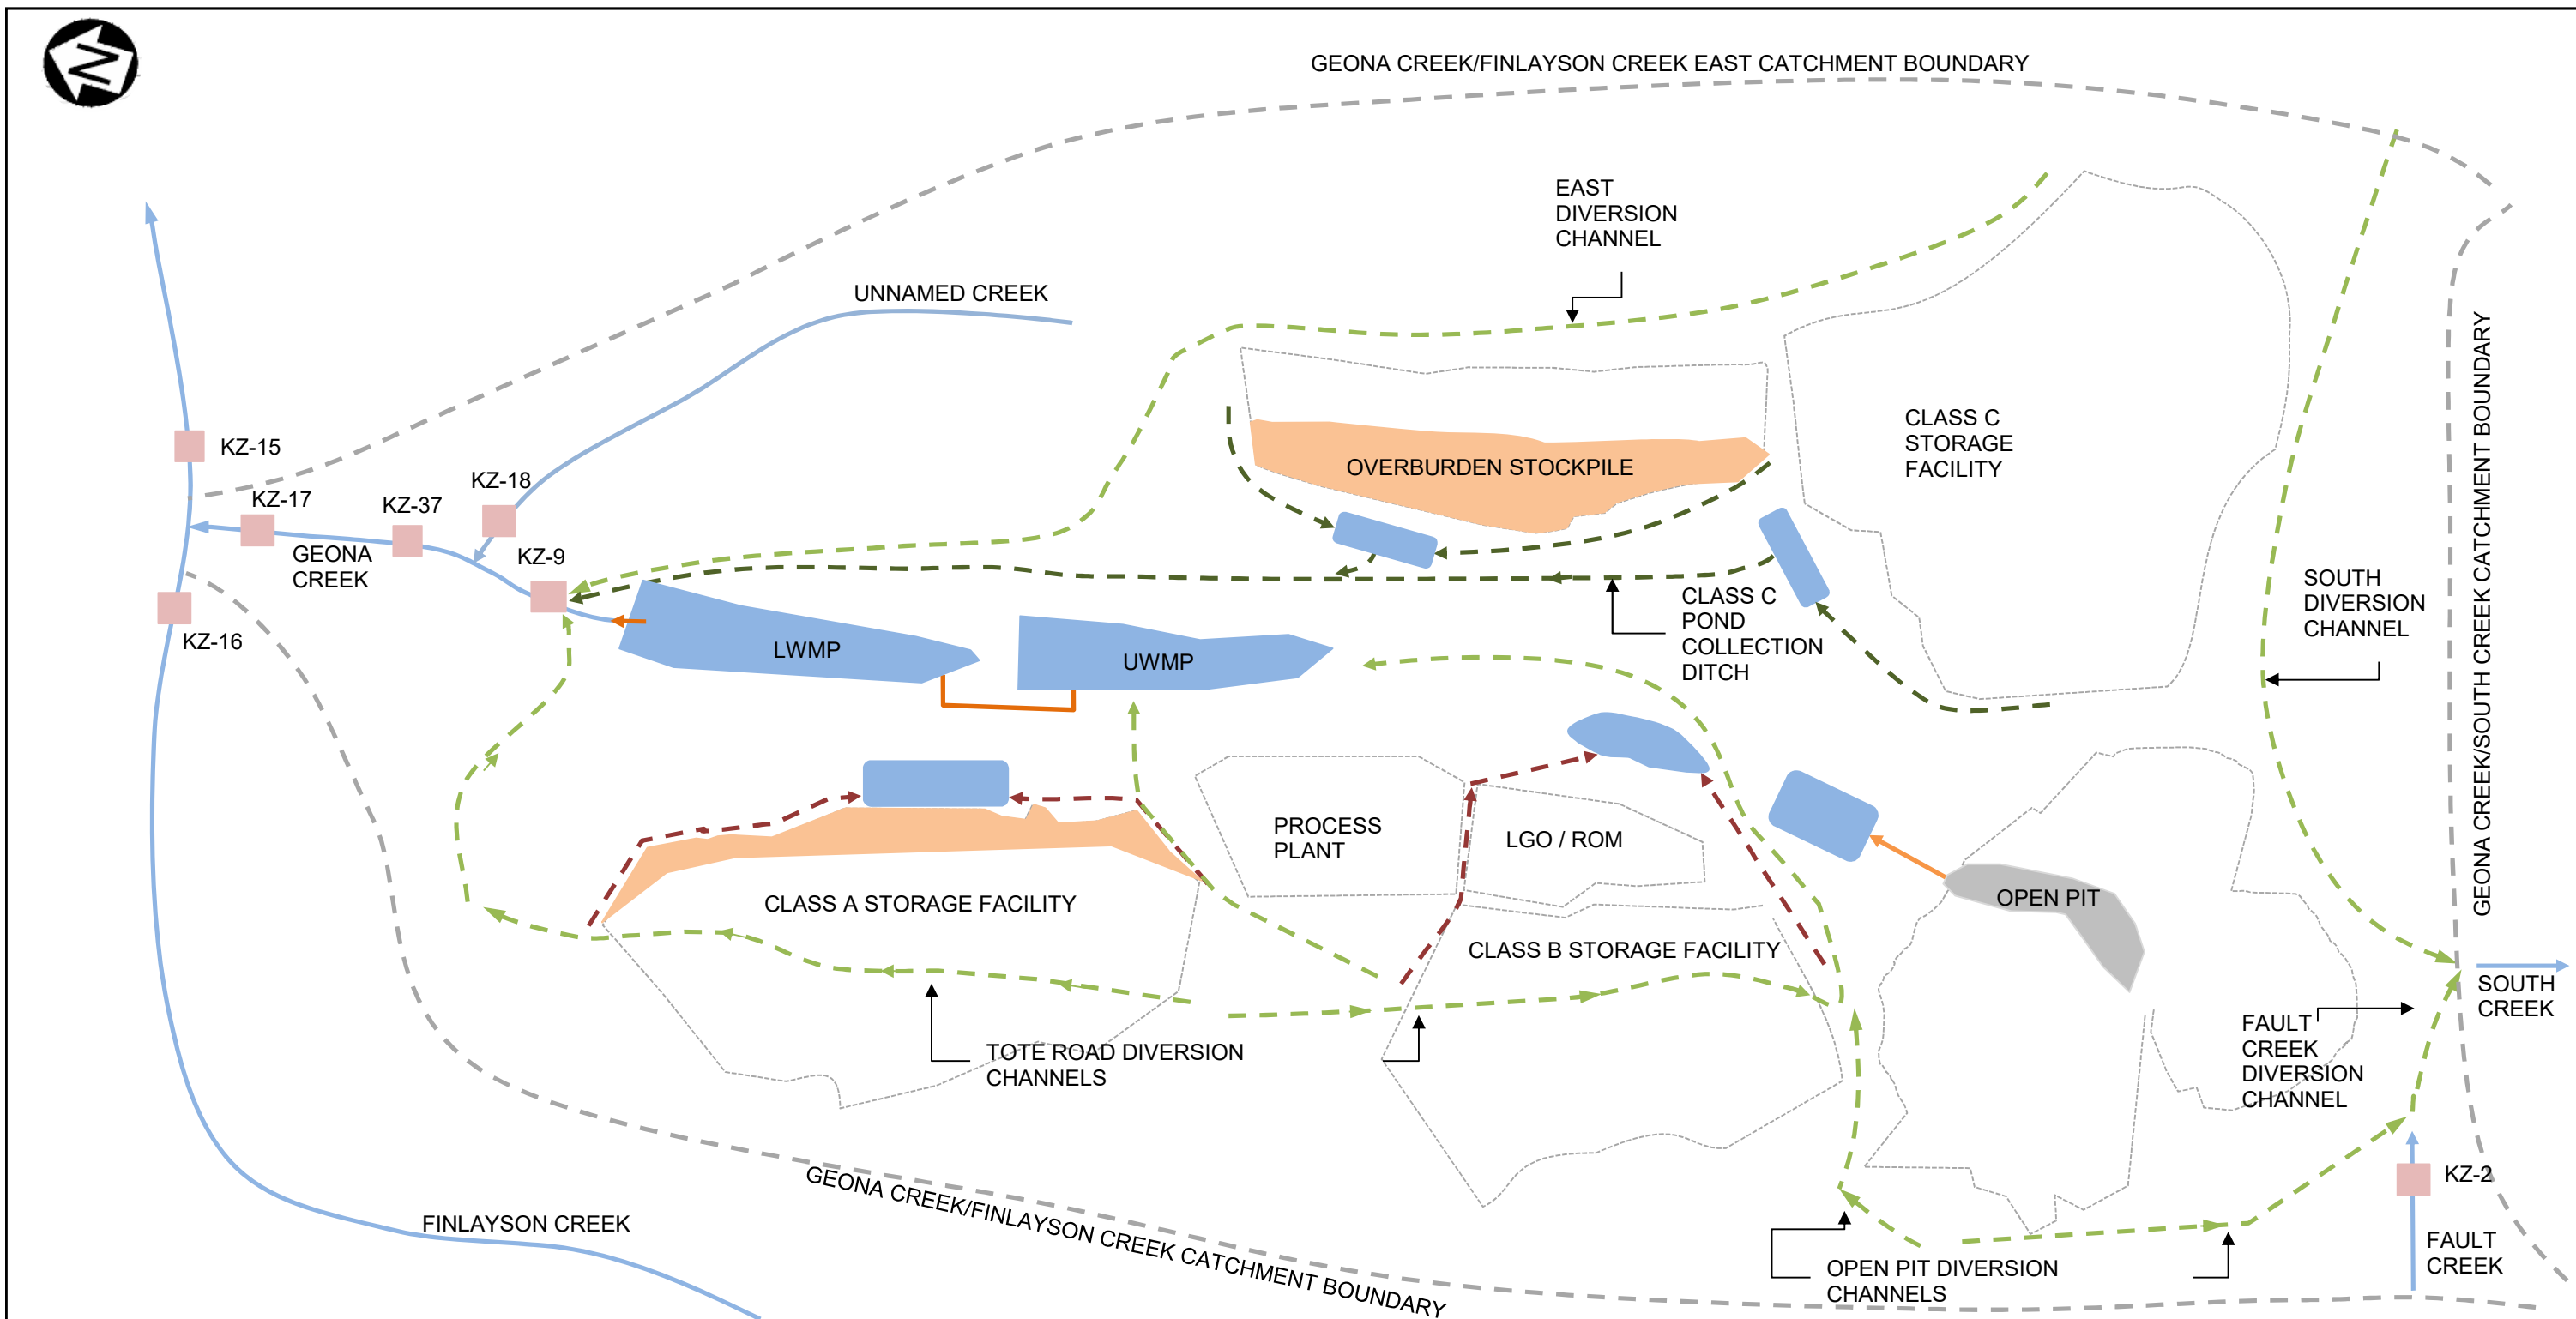 N
GEONA CREEK/FINLAYSON CREEK EAST CATCHMENT BOUNDARY
EAST
DIVERSION
CHANNEL
UNNAMED CREEK
GEONA CREEK/SOUTH CREEK CATCHMENT BOUNDARY
CLASS C
STORAGE
FACILITY
KZ-15
OVERBURDEN STOCKPILE
KZ-18
KZ-17
KZ-37
GEONA
CREEK
KZ-9
KZ-16
SOUTH
DIVERSION
CHANNEL
CLASS C
POND
COLLECTION
DITCH
LWMP
UWMP
PROCESS
PLANT
LGO / ROM
OPEN PIT
CLASS A STORAGE FACILITY
CLASS B STORAGE FACILITY
SOUTH
CREEK
FAULT
CREEK
DIVERSION
CHANNEL
TOTE ROAD DIVERSION
CHANNELS
KZ-2
GEONA CREEK/FINLAYSON CREEK CATCHMENT BOUNDARY
FINLAYSON CREEK
FAULT
CREEK
OPEN PIT DIVERSION
CHANNELS